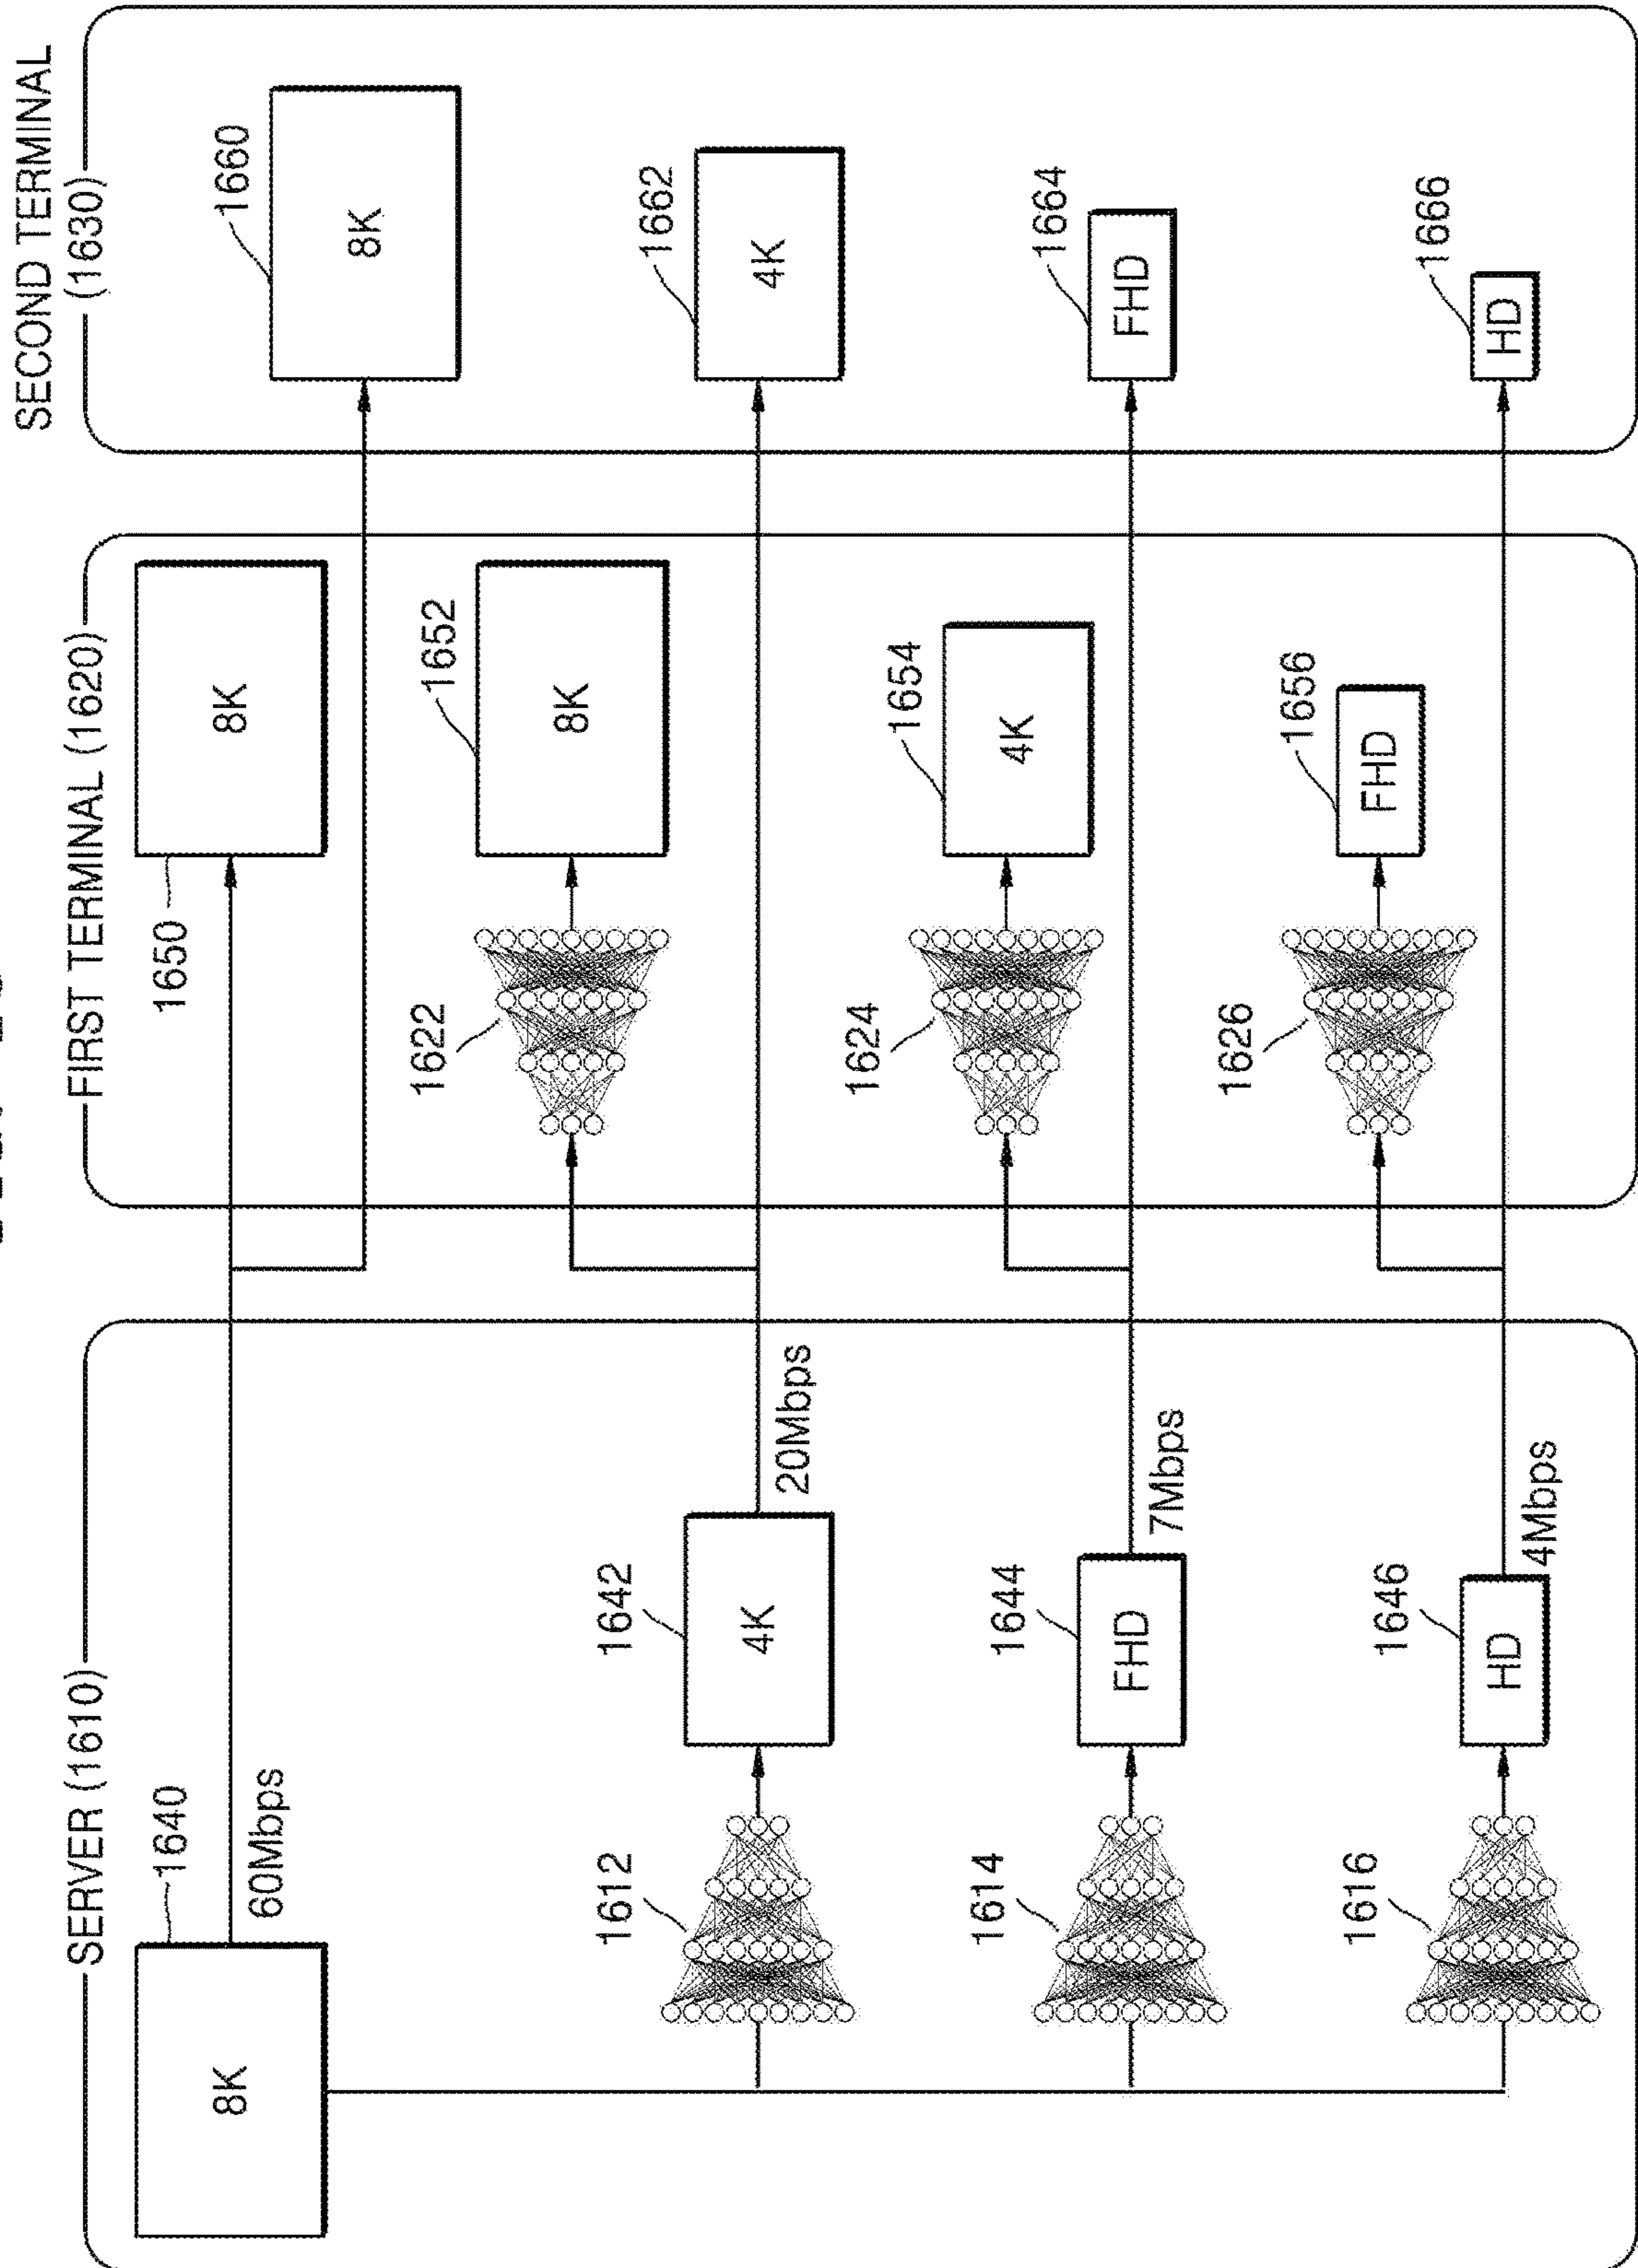 SERVER (1610)
8K
1640
60Mbps
1612
1642
4K
20Mbps
1614
1644
FHD
7Mbps
1616
1646
HD
4Mbps
FIRST TERMINAL (1620)
1650
8K
1622
1652
8K
1624
1654
4K
1626
1656
FHD
SECOND TERMINAL
(1630)
1660
8K
1662
4K
1664
FHD
1666
HD